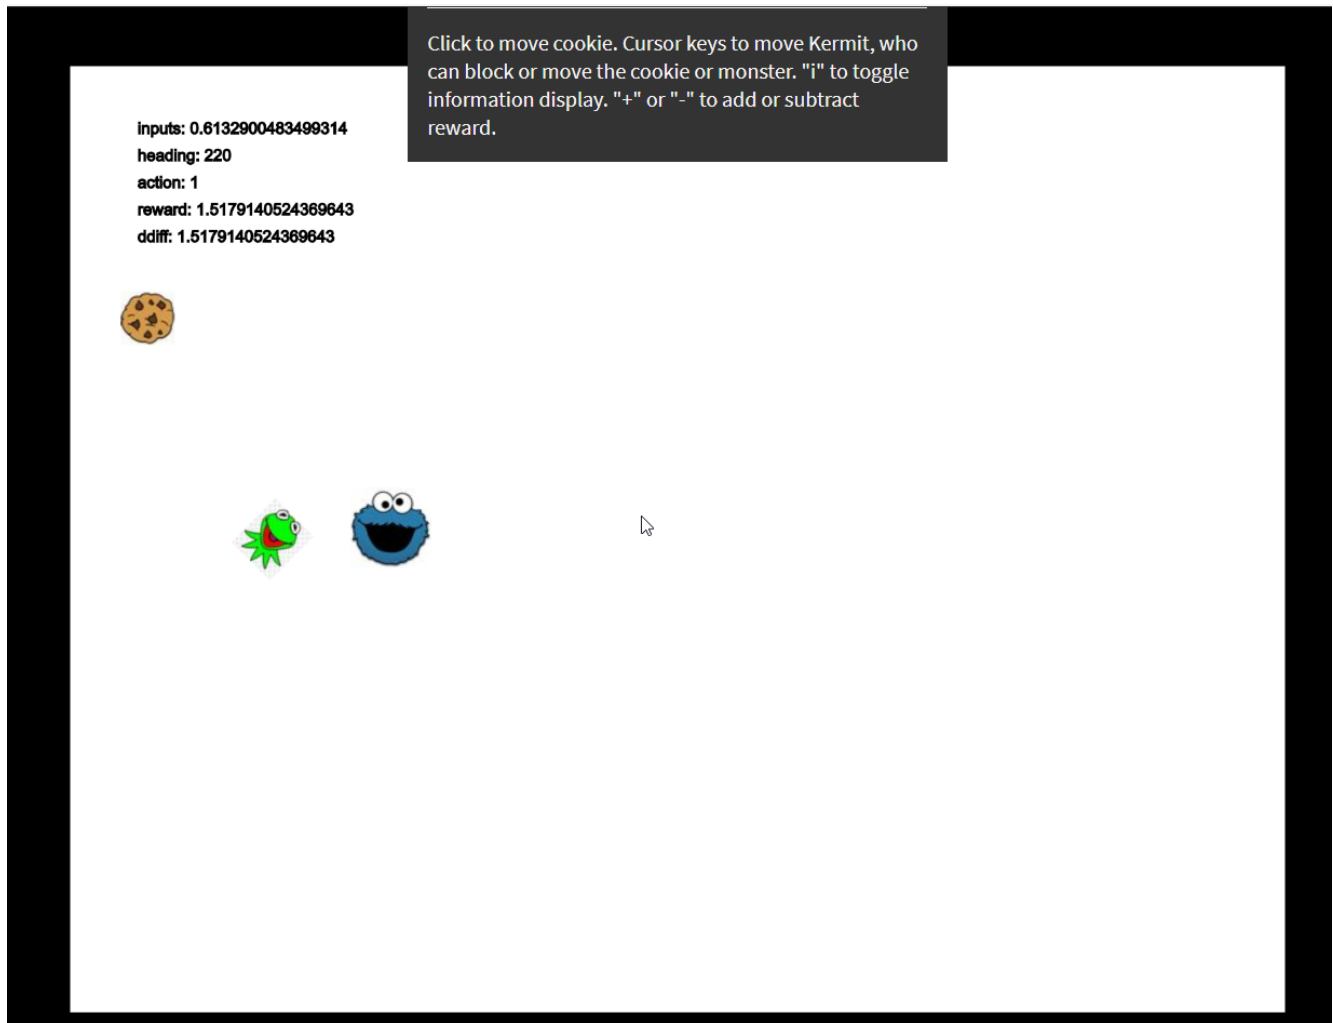 Click to move cookie. Cursor keys to move Kermit, who
can block or move the cookie or monster. "i" to toggle
information display. "+" or "-" to add or subtract
reward.
inputs: 0.6132900483499314
heading: 220
action: 1
reward: 1.5179140524369643
ddiff: 1.5179140524369643